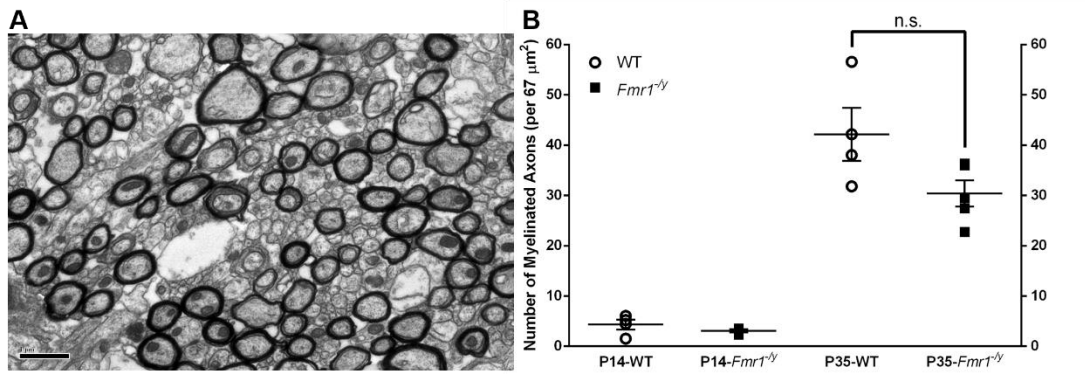 A
B
n.s.
Number of Myelinated Axons (per 67 μm²)
60
50
40
30
20
10
0
WT
Fmr1⁻/ʸ
60
50
40
30
20
10
0
P14-WT
P14-Fmr1⁻/ʸ
P35-WT
P35-Fmr1⁻/ʸ